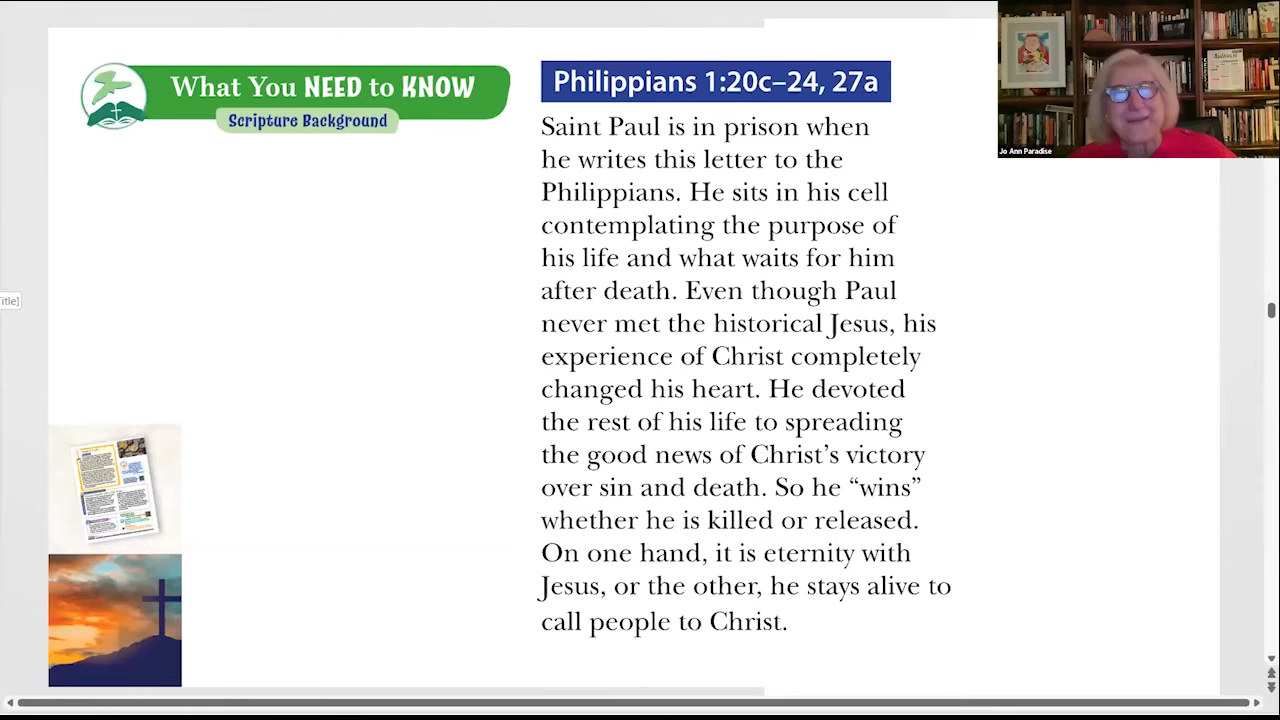 What You NEED to KNOW
Scripture Background
Philippians 1:20c–24, 27a
Saint Paul is in prison when
he writes this letter to the
Philippians. He sits in his cell
contemplating the purpose of
his life and what waits for him
after death. Even though Paul
never met the historical Jesus, his
experience of Christ completely
changed his heart. He devoted
the rest of his life to spreading
the good news of Christ’s victory
over sin and death. So he “wins”
whether he is killed or released.
On one hand, it is eternity with
Jesus, or the other, he stays alive to
call people to Christ.
Jo Ann Paradise
Title]